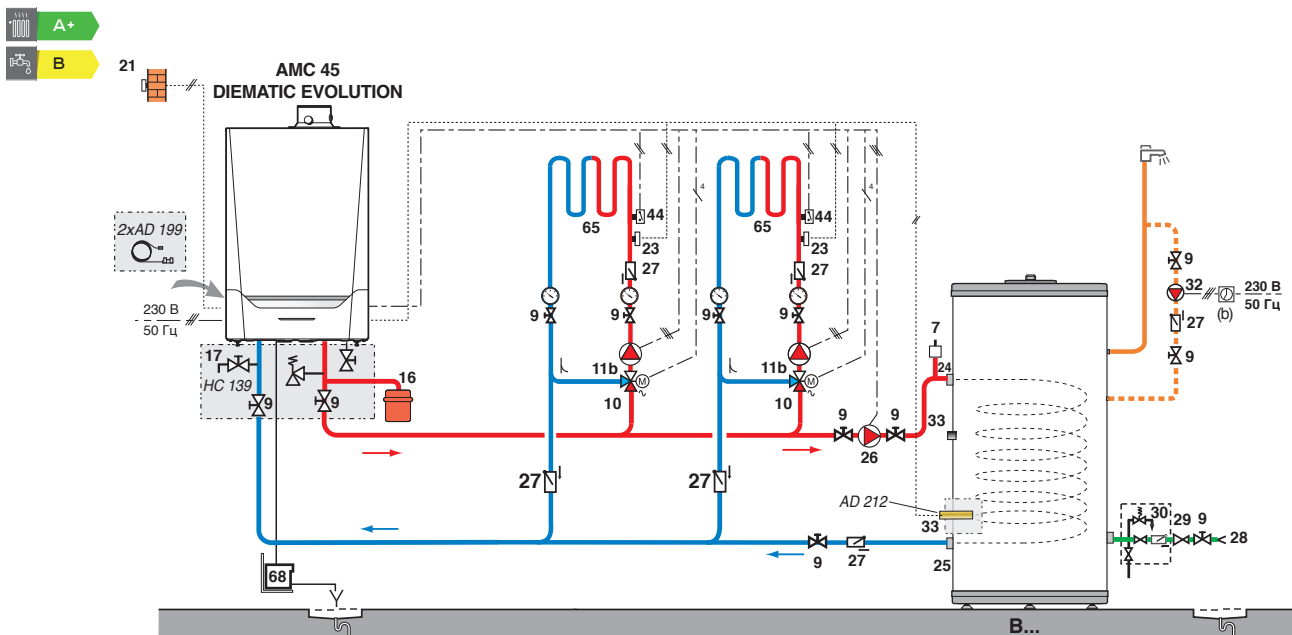 A+
B
21
AMC 45
DIEMATIC EVOLUTION
2xAD 199
230 В
50 Гц
17
HC 139
9
9
16
65
44
23
27
9
9
11b
M
10
4
27
65
44
23
27
9
9
11b
M
10
4
27
9
9
26
7
24
33
AD 212
33
25
9
27
68
9
32
(b)
230 В
50 Гц
27
9
30
29
9
28
B...